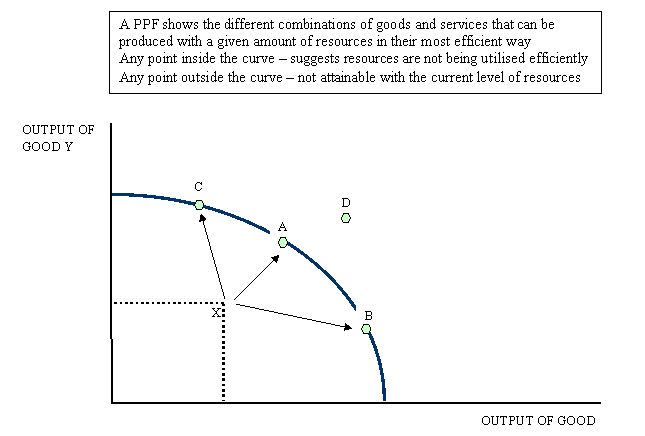 A PPF shows the different combinations of goods and services that can be
produced with a given amount of resources in their most efficient way
Any point inside the curve – suggests resources are not being utilised efficiently
Any point outside the curve – not attainable with the current level of resources
OUTPUT OF
GOOD Y
C
D
A
X
B
OUTPUT OF GOOD